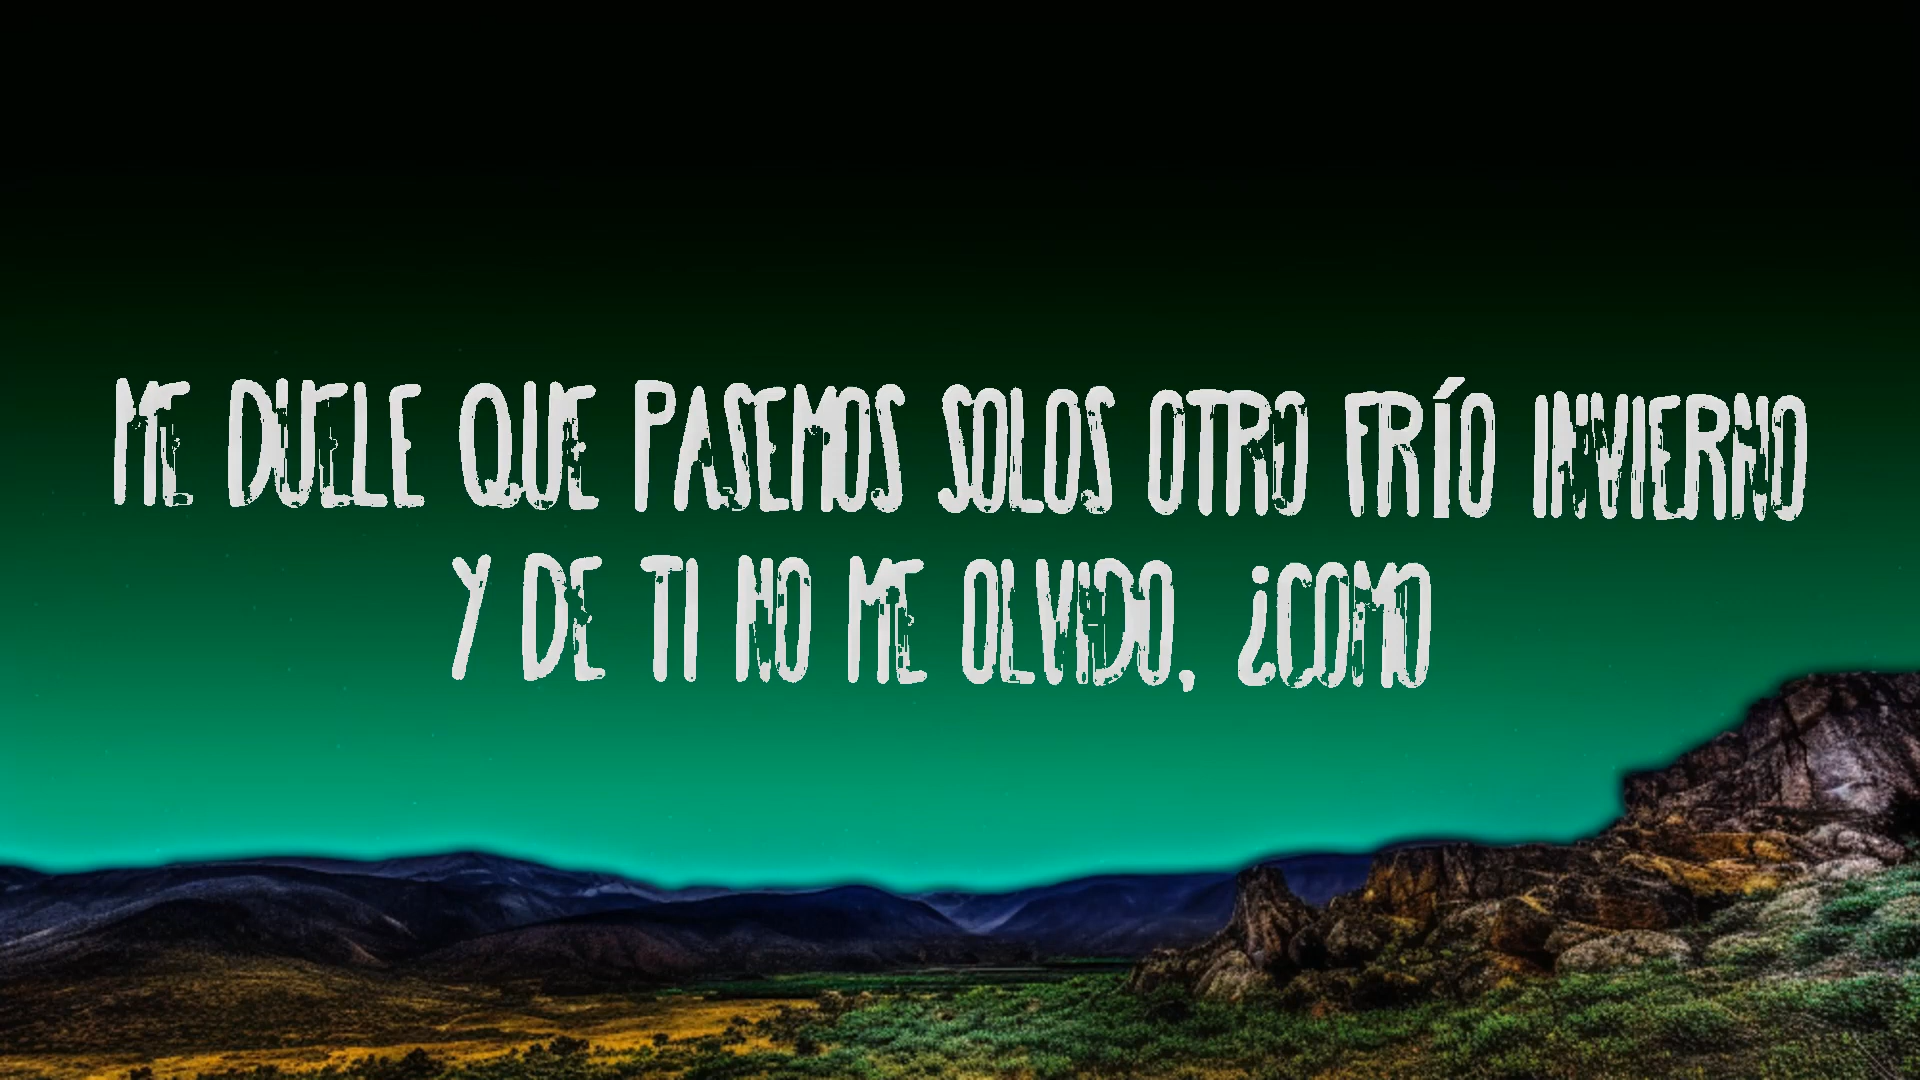 ME DUELE QUE PASEMOS SOLOS OTRO FRÍO INVIERNO
Y DE TI NO ME OLVIDO, ¿COMO